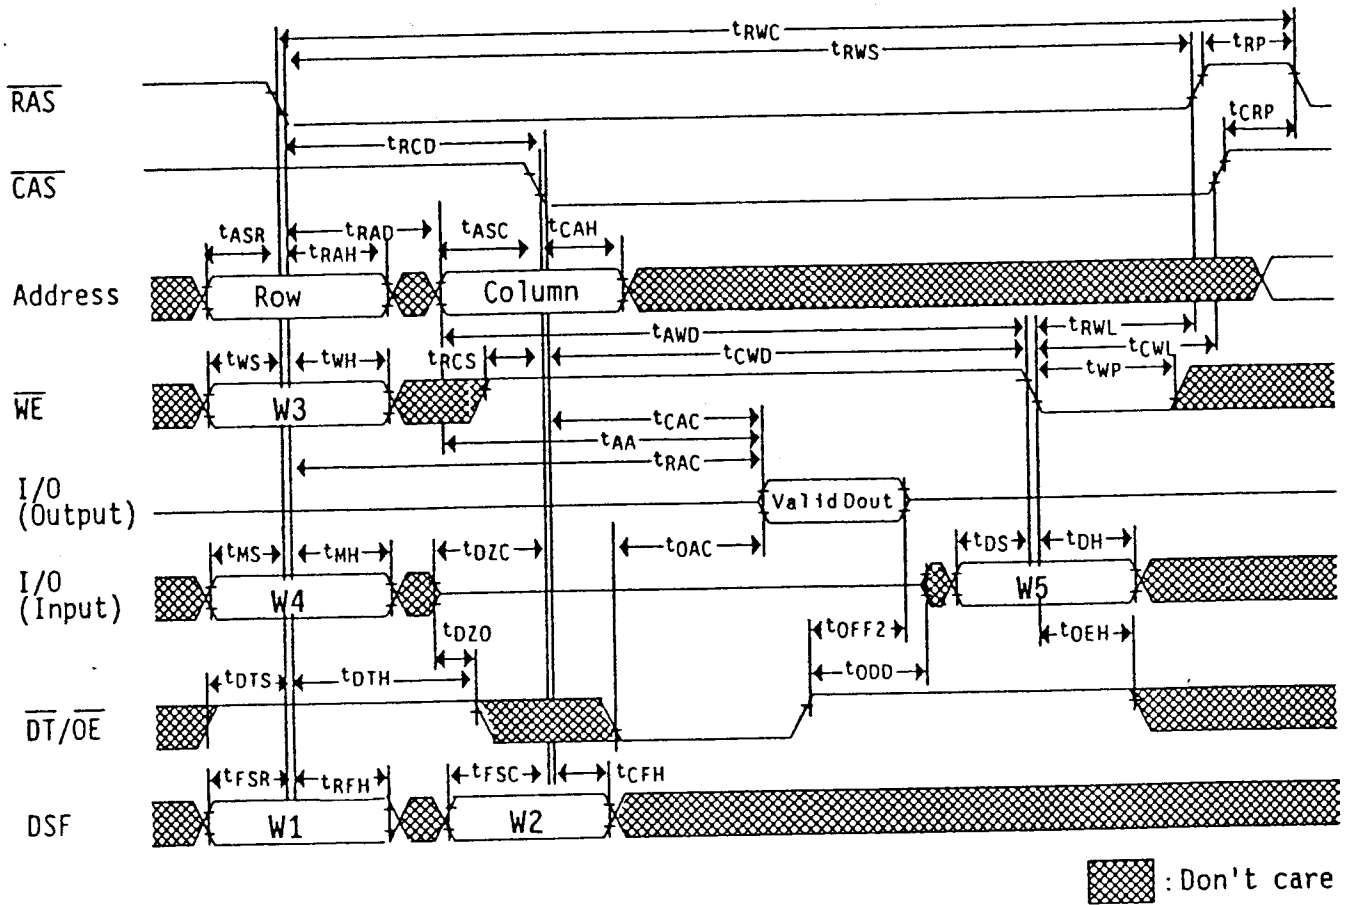 tRWC
tRWS
tRP
RAS
tCRP
tRCD
CAS
tASR
tRAD
tASC
tCAH
tRAH
Address
Row
Column
tAWD
tRWL
tRCS
tCWD
tCWL
tWS
tWH
tWP
WE
W3
tCAC
tAA
tRAC
I/O
(Output)
Valid Dout
tMS
tMH
tDZC
tOAC
tDS
tDH
I/O
(Input)
W4
W5
tDZO
tOFF2
tOEH
tDTS
tDTH
tODD
DT/OE
tFSR
tRFH
tFSC
tCFH
DSF
W1
W2
: Don't care